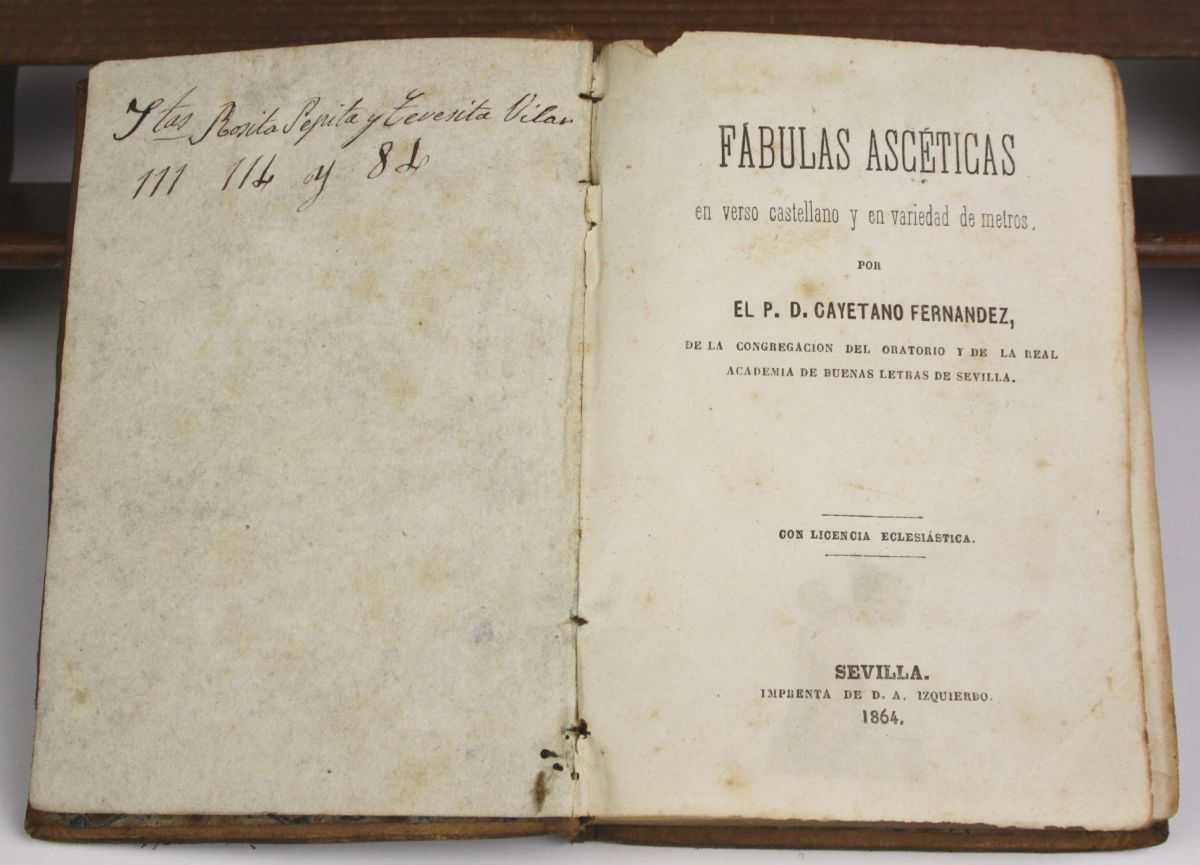 Stas Rosita Pepita y Teresita Vilar
111 114 y 84
FÁBULAS ASCÉTICAS
en verso castellano y en variedad de metros.
POR
EL P. D. CAYETANO FERNANDEZ,
DE LA CONGREGACION DEL ORATORIO Y DE LA REAL
ACADEMIA DE BUENAS LETRAS DE SEVILLA.
CON LICENCIA ECLESIÁSTICA.
SEVILLA.
IMPRENTA DE D. A. IZQUIERDO.
1864.